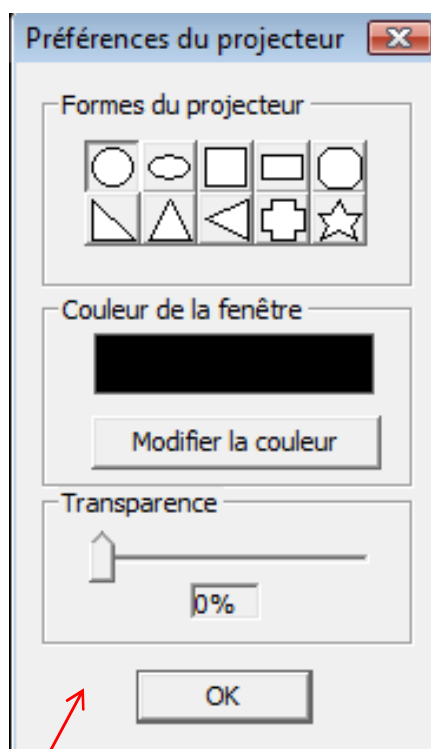 Préférences du projecteur
Formes du projecteur
Couleur de la fenêtre
Modifier la couleur
Transparence
0%
OK